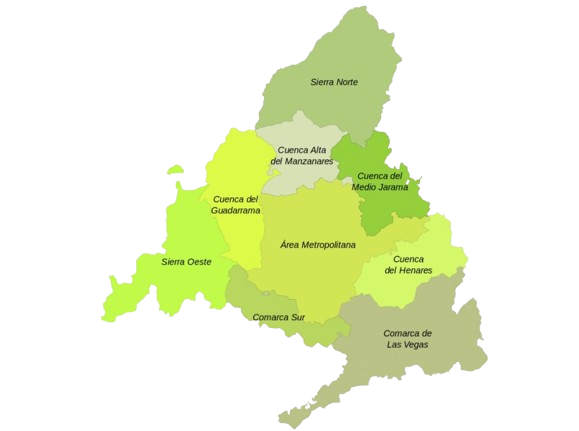 Sierra Norte
Cuenca Alta
del Manzanares
Cuenca del
Medio Jarama
Cuenca del
Guadarrama
Área Metropolitana
Sierra Oeste
Cuenca
del Henares
Comarca Sur
Comarca de
Las Vegas